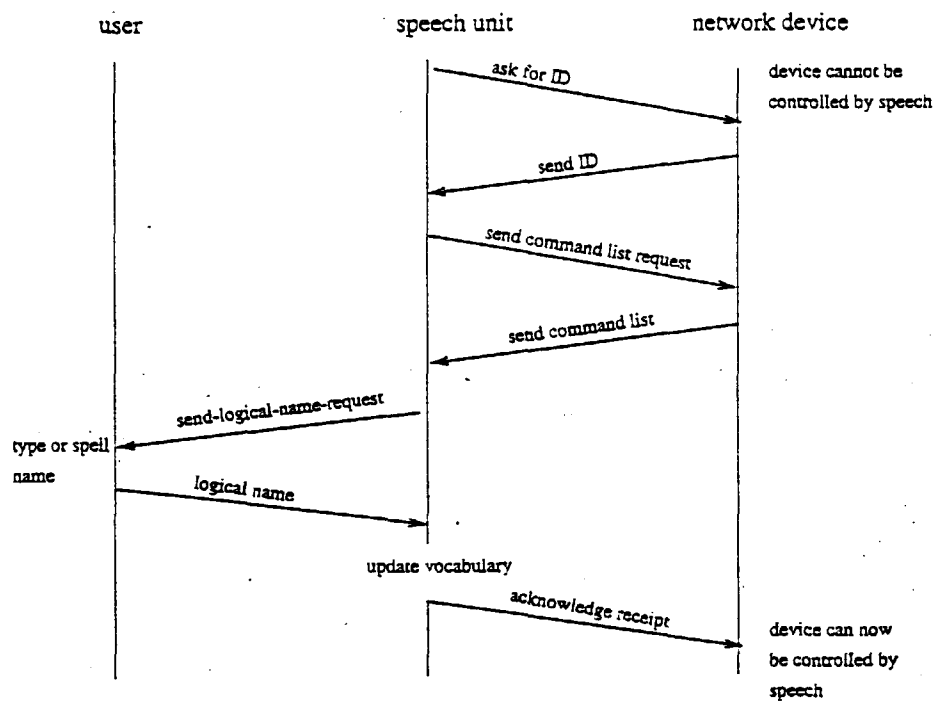 user
speech unit
network device
ask for ID
device cannot be
controlled by speech
send ID
send command list request
send command list
send-logical-name-request
type or spell
name
logical name
update vocabulary
acknowledge receipt
device can now
be controlled by
speech